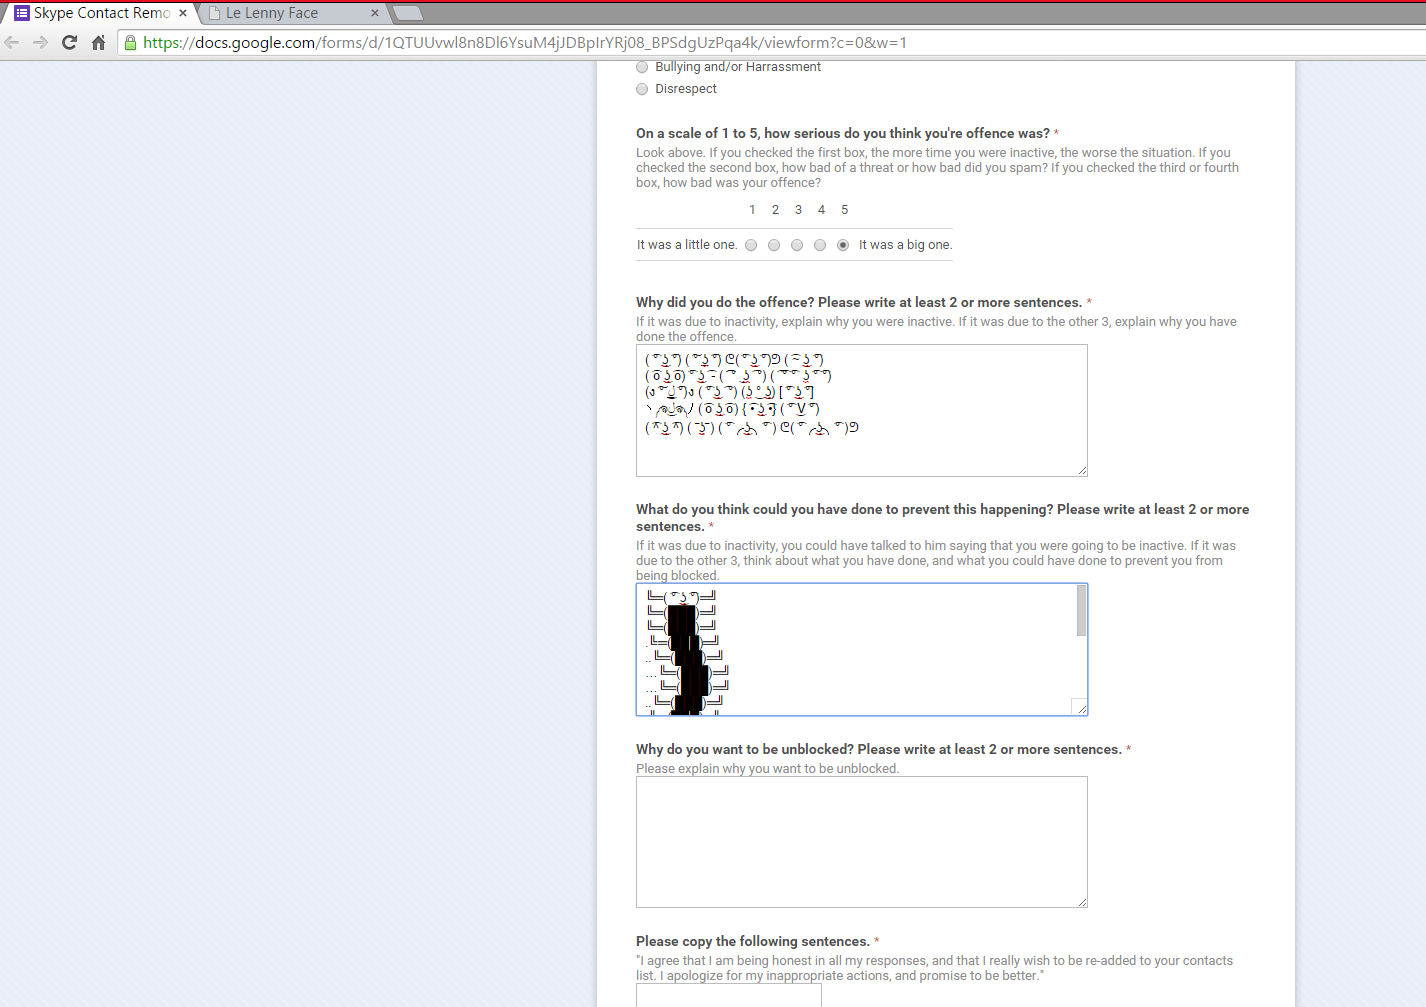 Skype Contact Remo
Le Lenny Face
https://docs.google.com/forms/d/1QTUUvwl8n8Dl6YsuM4jJDBpIrYRj08_BPSdgUzPqa4k/viewform?c=0&w=1
Bullying and/or Harrassment
Disrespect
On a scale of 1 to 5, how serious do you think you're offence was? *
Look above. If you checked the first box, the more time you were inactive, the worse the situation. If you
checked the second box, how bad of a threat or how bad did you spam? If you checked the third or fourth
box, how bad was your offence?
1 2 3 4 5
It was a little one. It was a big one.
Why did you do the offence? Please write at least 2 or more sentences. *
If it was due to inactivity, explain why you were inactive. If it was due to the other 3, explain why you have
done the offence.
What do you think could you have done to prevent this happening? Please write at least 2 or more
sentences. *
If it was due to inactivity, you could have talked to him saying that you were going to be inactive. If it was
due to the other 3, think about what you have done, and what you could have done to prevent you from
being blocked.
╚═( ͡° ͜ʖ ͡°)═╝
╚═(███)═╝
╚═(███)═╝
.╚═(███)═╝
..╚═(███)═╝
…╚═(███)═╝
…╚═(███)═╝
..╚═(███)═╝
Why do you want to be unblocked? Please write at least 2 or more sentences. *
Please explain why you want to be unblocked.
Please copy the following sentences. *
"I agree that I am being honest in all my responses, and that I really wish to be re-added to your contacts
list. I apologize for my inappropriate actions, and promise to be better."